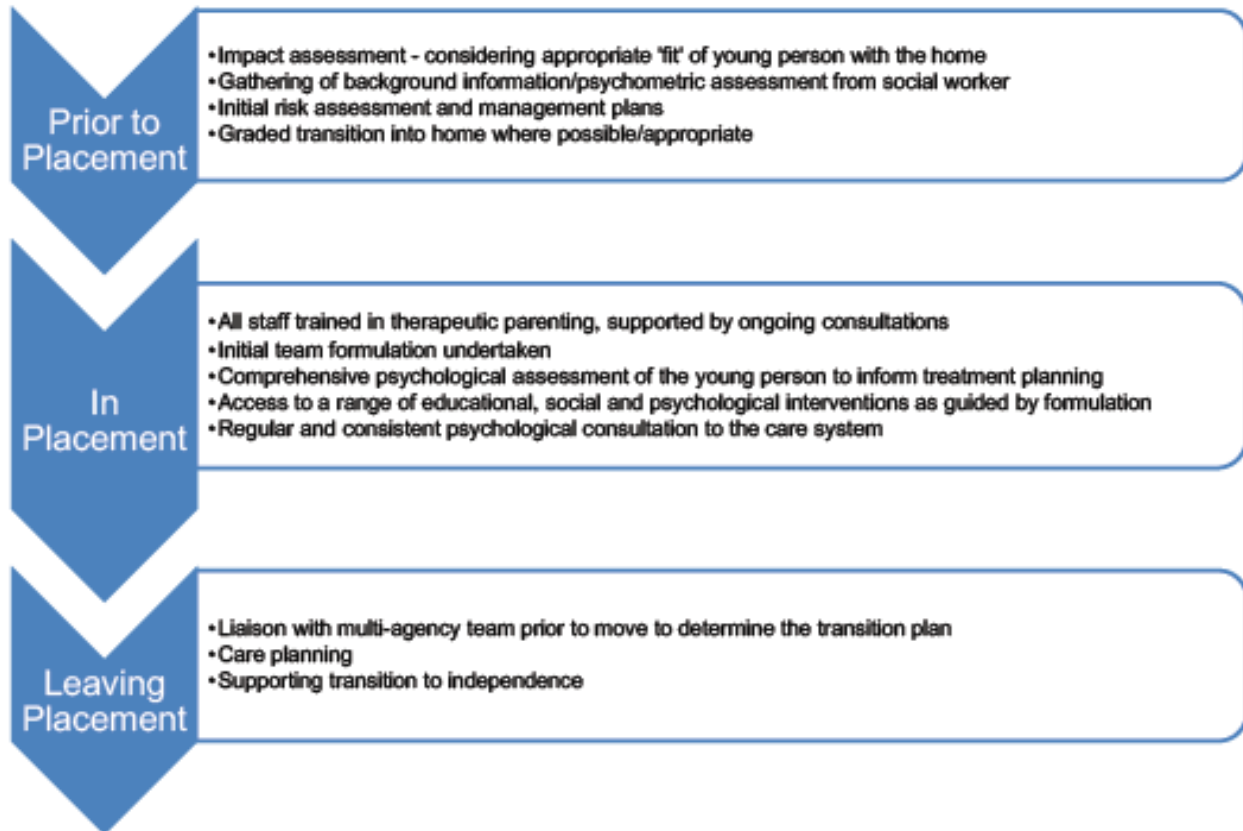 Prior to
Placement
•Impact assessment - considering appropriate 'fit' of young person with the home
•Gathering of background information/psychometric assessment from social worker
•Initial risk assessment and management plans
•Graded transition into home where possible/appropriate
In
Placement
•All staff trained in therapeutic parenting, supported by ongoing consultations
•Initial team formulation undertaken
•Comprehensive psychological assessment of the young person to inform treatment planning
•Access to a range of educational, social and psychological interventions as guided by formulation
•Regular and consistent psychological consultation to the care system
Leaving
Placement
•Liaison with multi-agency team prior to move to determine the transition plan
•Care planning
•Supporting transition to independence